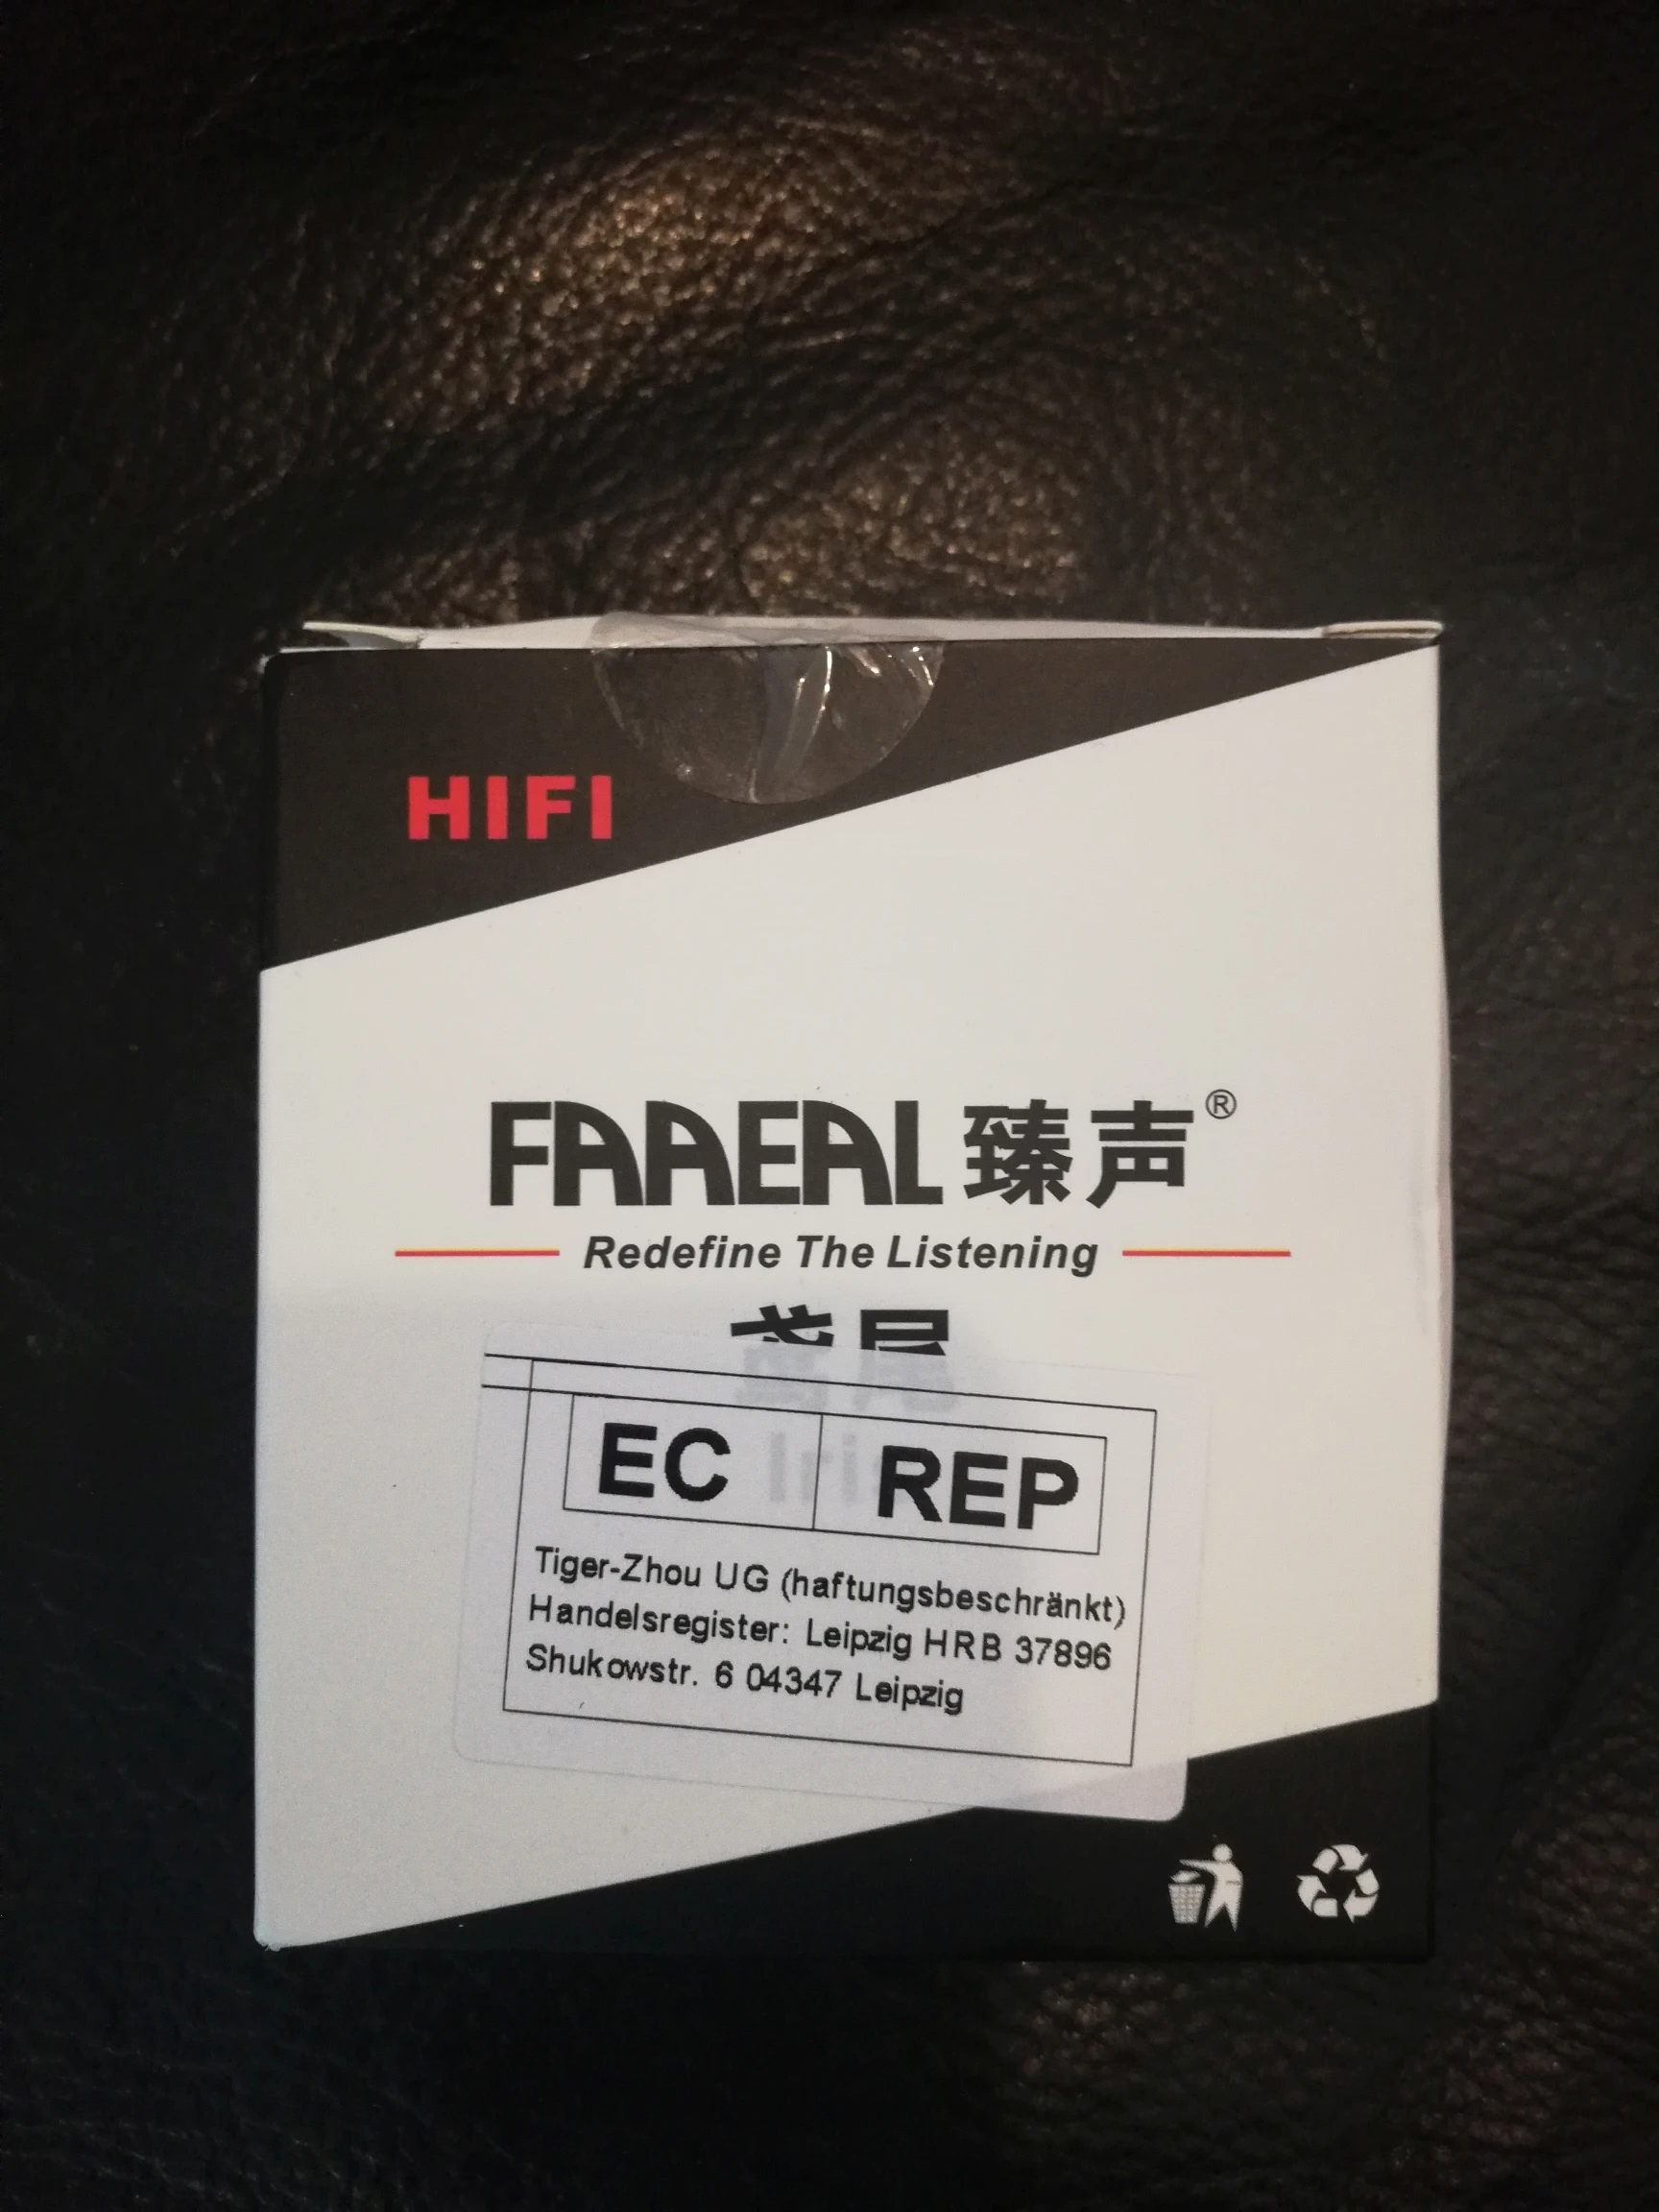 HIFI
FAAEAL 臻声®
Redefine The Listening
EC REP
Tiger-Zhou UG (haftungsbeschränkt)
Handelsregister: Leipzig HRB 37896
Shukowstr. 6 04347 Leipzig